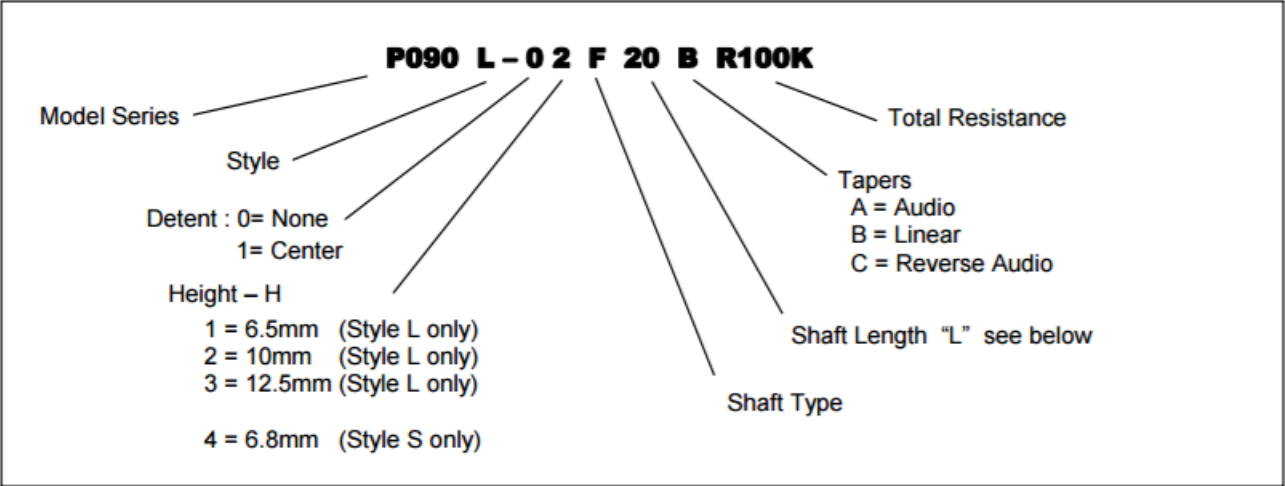 P090 L – 0 2 F 20 B R100K
Model Series
Total Resistance
Style
Tapers
A = Audio
B = Linear
C = Reverse Audio
Detent : 0= None
1= Center
Height – H
1 = 6.5mm (Style L only)
2 = 10mm (Style L only)
3 = 12.5mm (Style L only)
4 = 6.8mm (Style S only)
Shaft Length “L” see below
Shaft Type